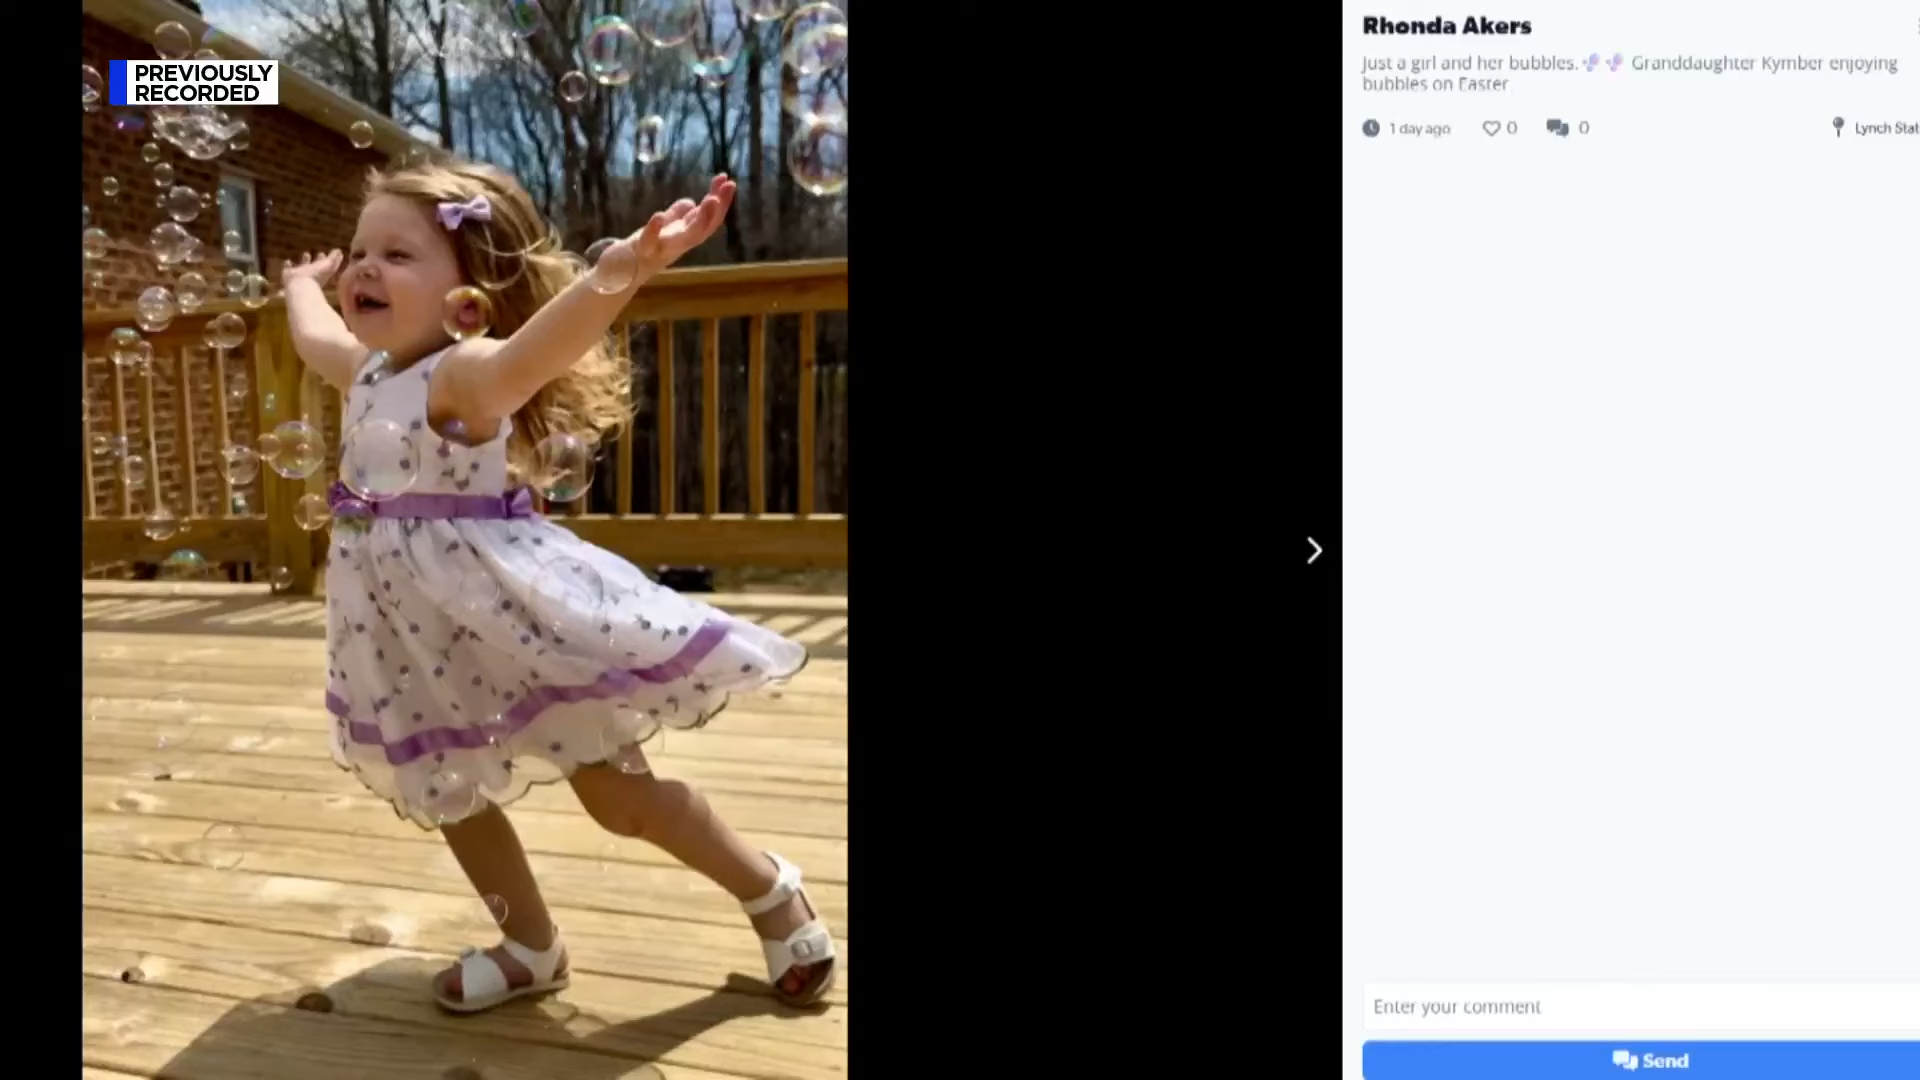 PREVIOUSLY
RECORDED
Rhonda Akers
Just a girl and her bubbles. Granddaughter Kymber enjoying
bubbles on Easter
1 day ago 0 0 Lynch Stat
Enter your comment
Send